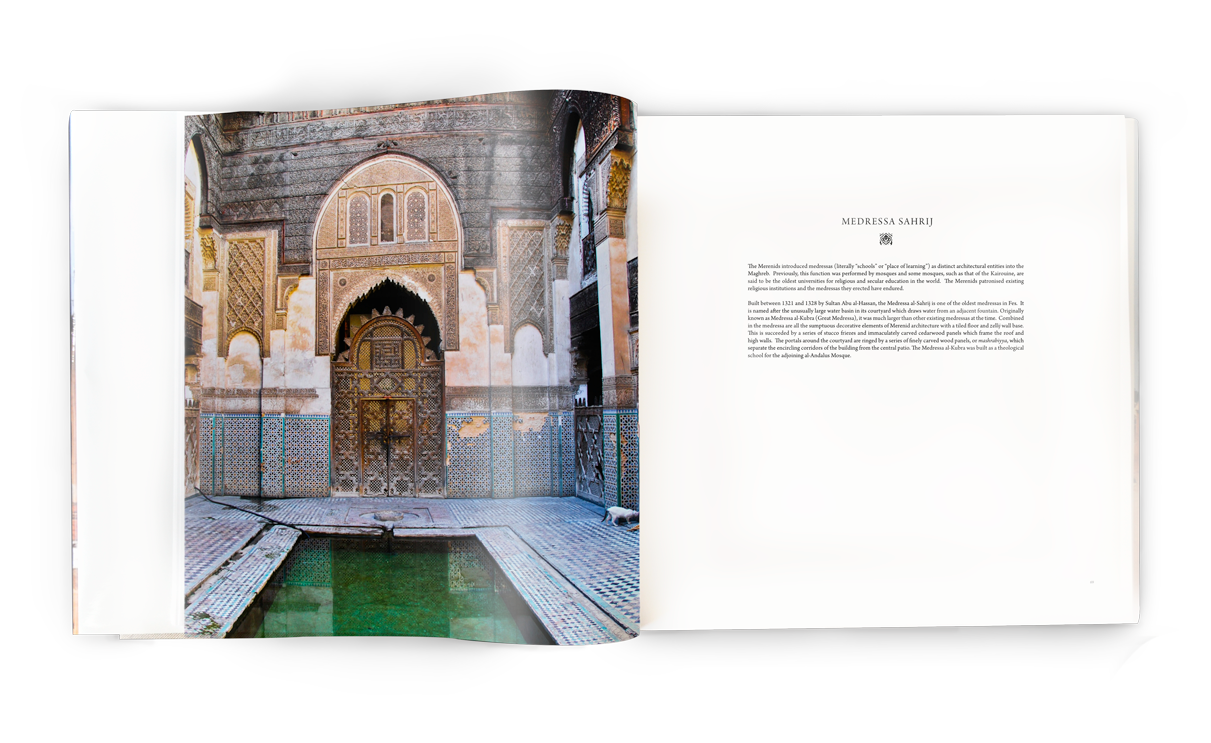 MEDRESSA SAHRIJ
The Merenids introduced medressas (literally "schools" or "place of learning") as distinct architectural entities into the
Maghreb. Previously, this function was performed by mosques and some mosques, such as that of the Kairouine, are
said to be the oldest universities for religious and secular education in the world. The Merenids patronised existing
religious institutions and the medressas they erected have endured.
Built between 1321 and 1328 by Sultan Abu al-Hassan, the Medressa al-Sahrij is one of the oldest medressas in Fes. It
is named after the unusually large water basin in its courtyard which draws water from an adjacent fountain. Originally
known as Medressa al-Kubra (Great Medressa), it was much larger than other existing medressas at the time. Combined
in the medressa are all the sumptuous decorative elements of Merenid architecture with a tiled floor and zellij wall base.
This is succeeded by a series of stucco friezes and immaculately carved cedarwood panels which frame the roof and
high walls. The portals around the courtyard are ringed by a series of finely carved wood panels, or mashrabiyya, which
separate the encircling corridors of the building from the central patio. The Medressa al-Kubra was built as a theological
school for the adjoining al-Andalus Mosque.